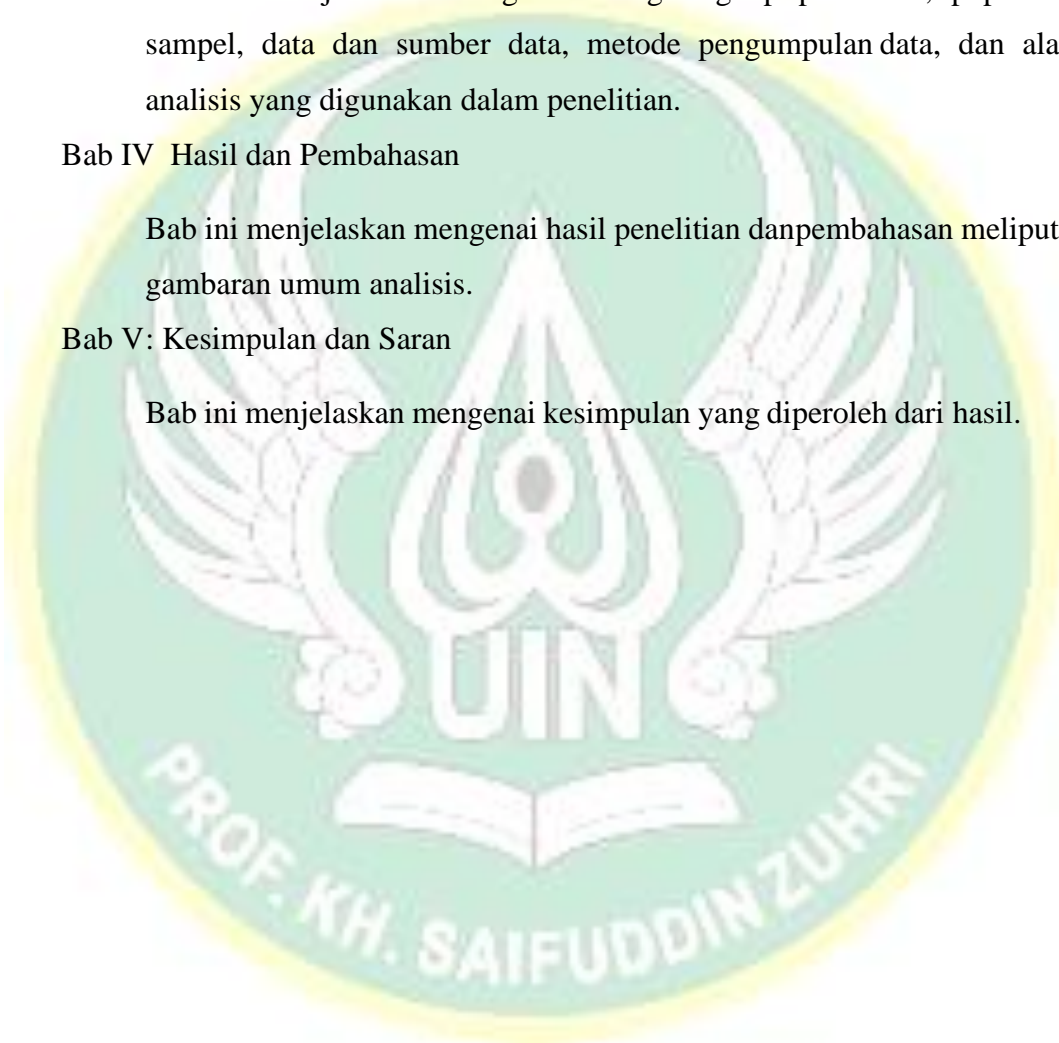 sampel, data dan sumber data, metode pengumpulan data, dan ala
analisis yang digunakan dalam penelitian.
Bab IV Hasil dan Pembahasan
Bab ini menjelaskan mengenai hasil penelitian danpembahasan meliput
gambaran umum analisis.
Bab V: Kesimpulan dan Saran
Bab ini menjelaskan mengenai kesimpulan yang diperoleh dari hasil.
UIN
PROF. KH. SAIFUDDIN ZUHRI